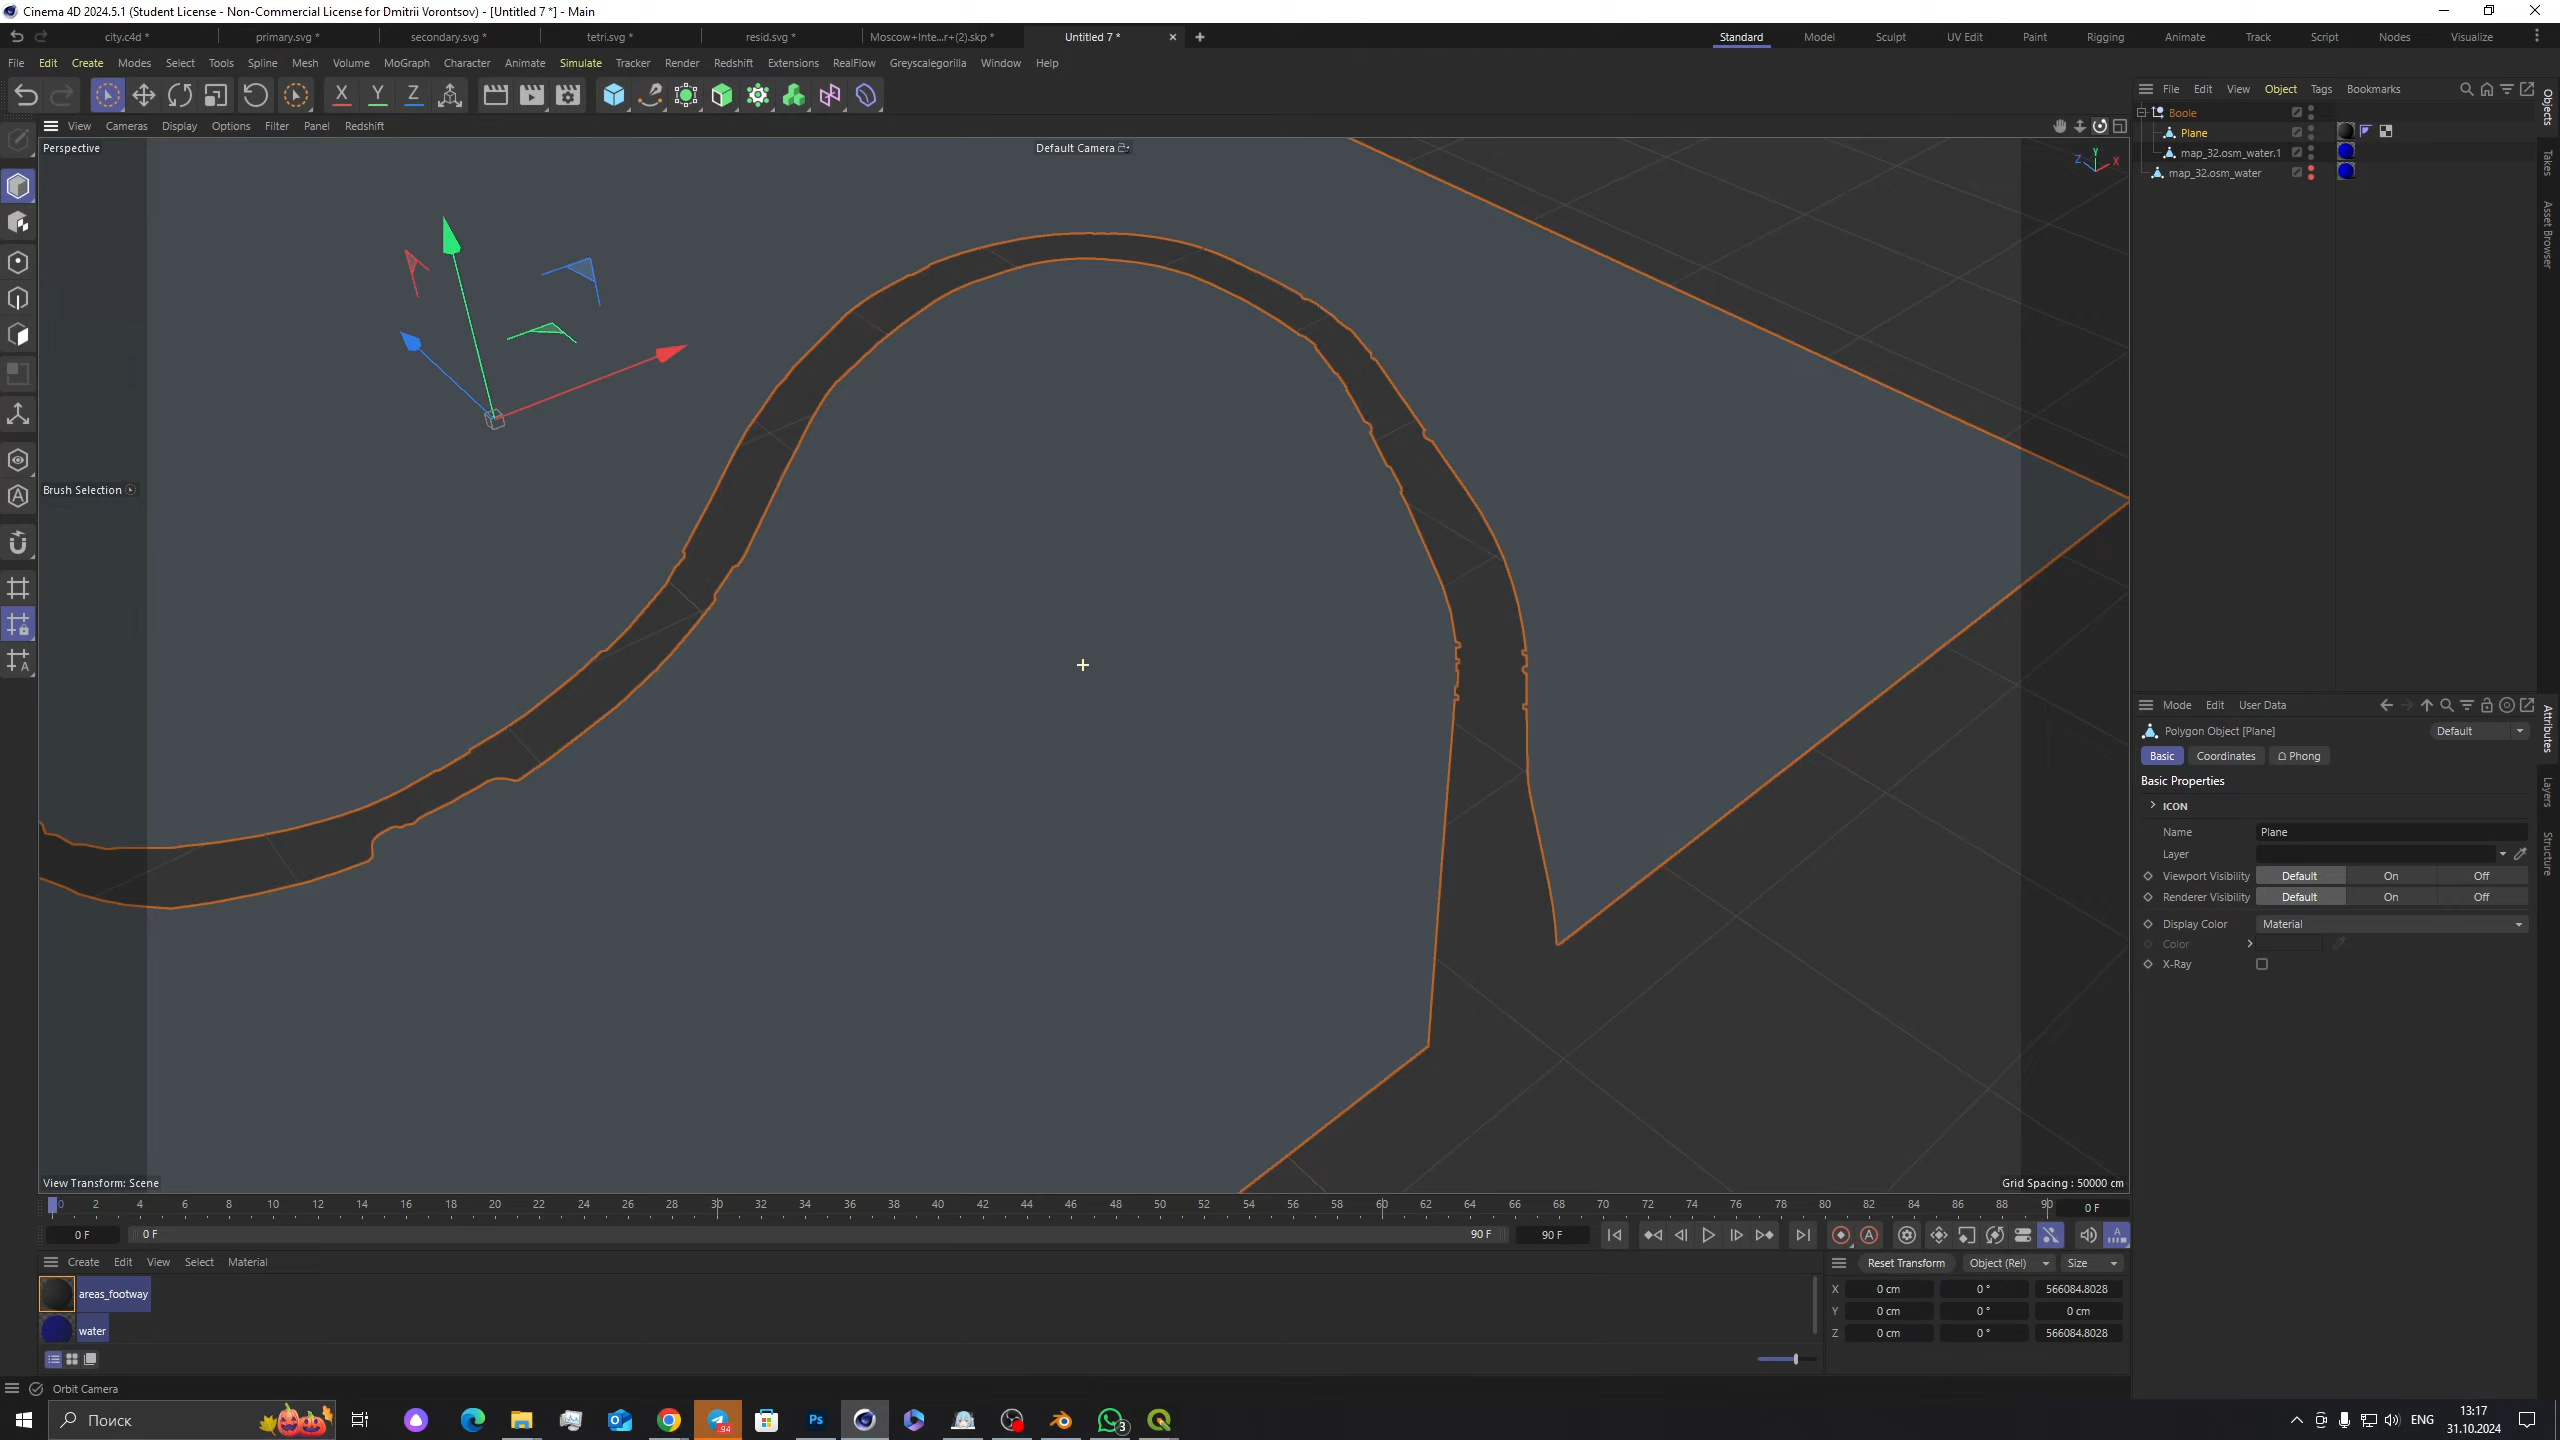 Cinema 4D 2024.5.1 (Student License - Non-Commercial License for Dmitrii Vorontsov) - [Untitled 7 *] - Main
city.c4d *
primary.svg *
secondary.svg *
tetri.svg *
resid.svg *
Moscow+Inte...r+(2).skp *
Untitled 7 *
Standard
Model
Sculpt
UV Edit
Paint
Rigging
Animate
Track
Script
Nodes
Visualize
File Edit Create Modes Select Tools Spline Mesh Volume MoGraph Character Animate Simulate Tracker Render Redshift Extensions RealFlow Greyscalegorilla Window Help
X Y Z
File Edit View Object Tags Bookmarks
View Cameras Display Options Filter Panel Redshift
Boole
Plane
map_32.osm_water.1
map_32.osm_water
Objects
Takes
Asset Browser
Perspective
Default Camera
Y
Z
X
Brush Selection
View Transform: Scene
Grid Spacing : 50000 cm
Mode Edit User Data
Polygon Object [Plane]
Default
Basic
Coordinates
Phong
Basic Properties
ICON
Name
Plane
Layer
Viewport Visibility
Default
On
Off
Renderer Visibility
Default
On
Off
Display Color
Material
Color
X-Ray
Attributes
Layers
Structure
0 2 4 6 8 10 12 14 16 18 20 22 24 26 28 30 32 34 36 38 40 42 44 46 48 50 52 54 56 58 60 62 64 66 68 70 72 74 76 78 80 82 84 86 88 90
0 F
0 F
0 F
90 F
90 F
Create Edit View Select Material
areas_footway
water
Reset Transform
Object (Rel)
Size
X
0 cm
0 °
566084.8028
Y
0 cm
0 °
0 cm
Z
0 cm
0 °
566084.8028
Orbit Camera
Поиск
94
Ps
3
ENG
13:17
31.10.2024